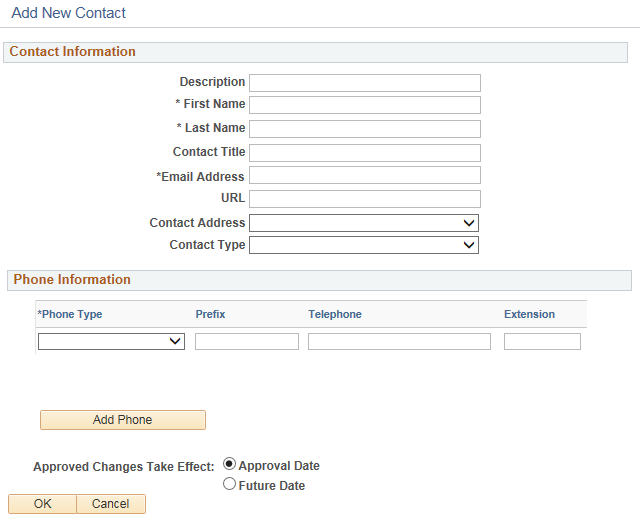 Add New Contact
Contact Information
Description
* First Name
* Last Name
Contact Title
*Email Address
URL
Contact Address
Contact Type
Phone Information
*Phone Type Prefix Telephone Extension
Add Phone
Approved Changes Take Effect: Approval Date
Future Date
OK Cancel